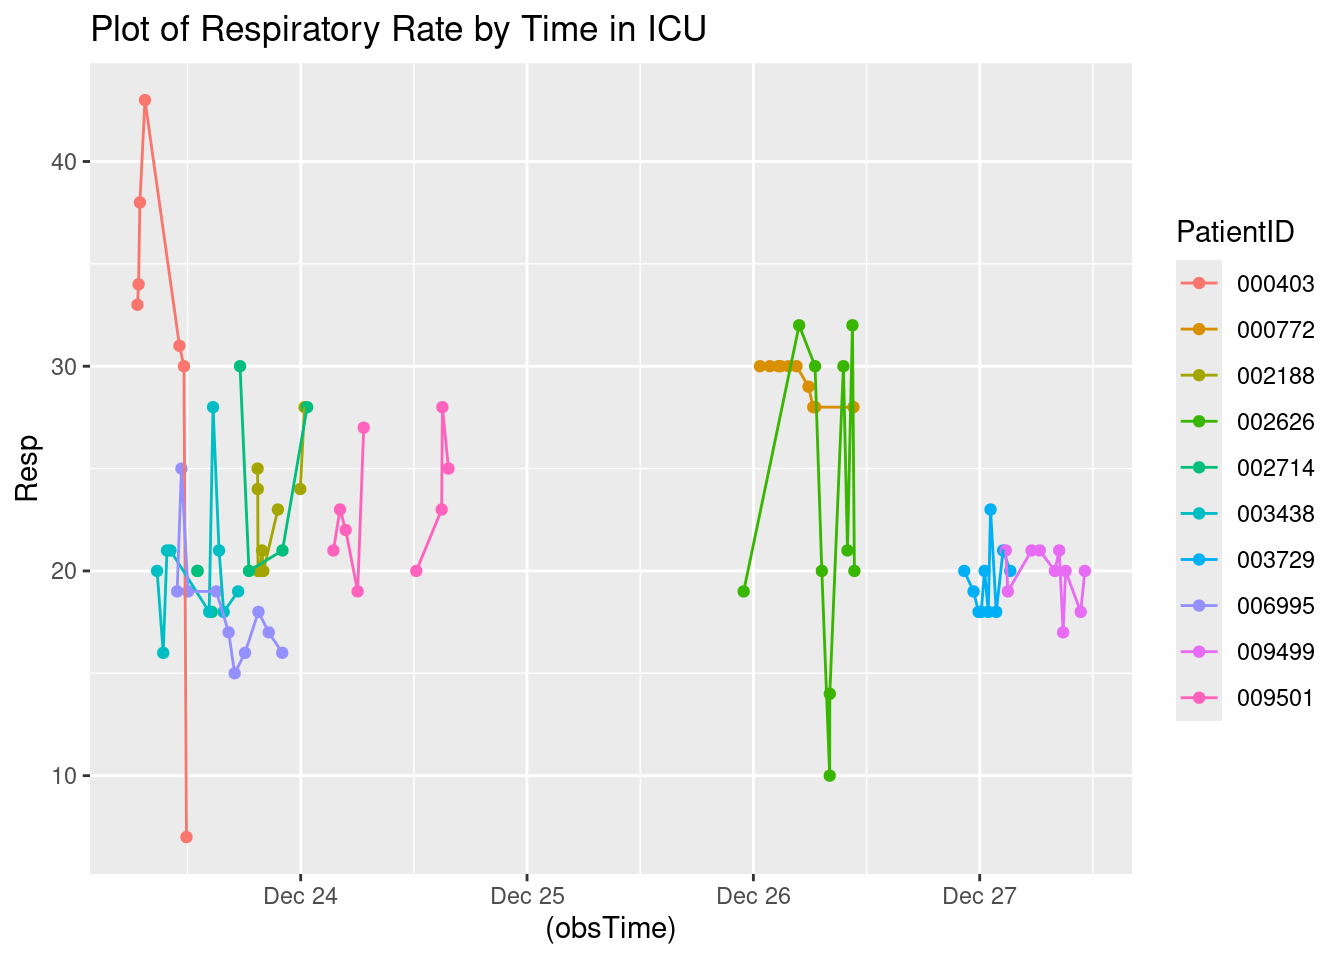 Plot of Respiratory Rate by Time in ICU
Resp
40
30
20
10
Dec 24
Dec 25
Dec 26
Dec 27
(obsTime)
PatientID
000403
000772
002188
002626
002714
003438
003729
006995
009499
009501